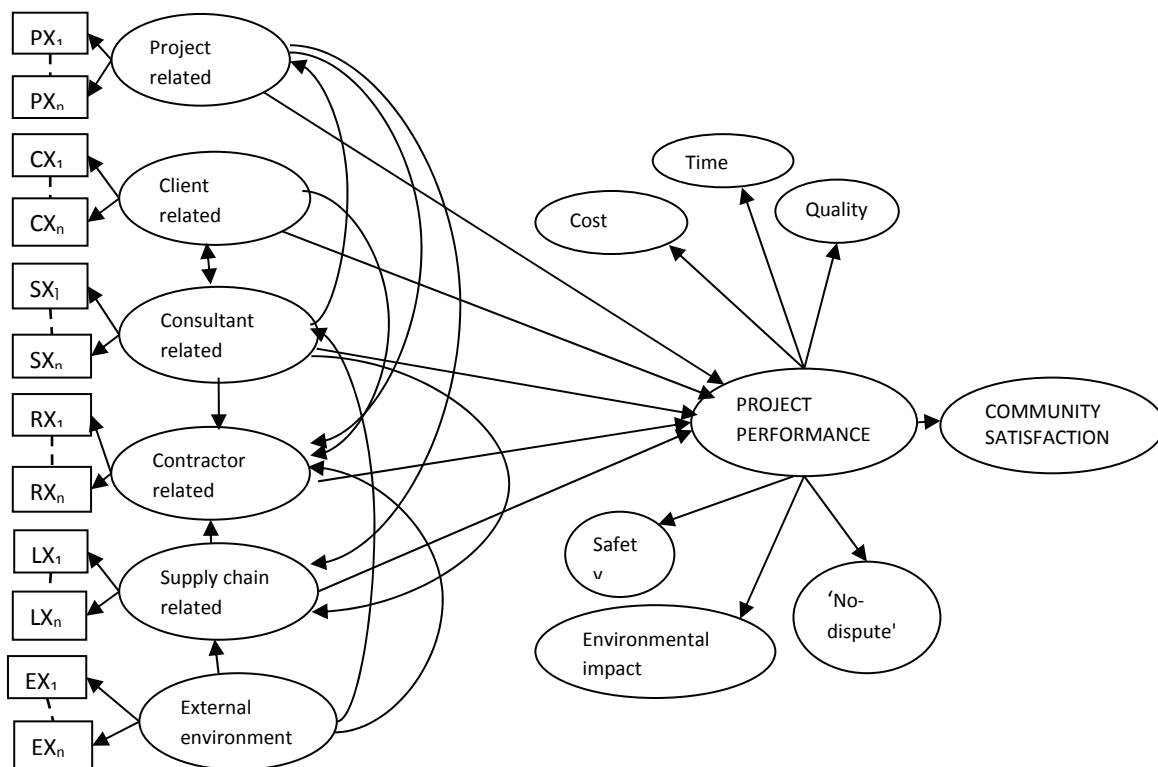 PX₁
PXₙ
Project
related
CX₁
CXₙ
Client
related
SX₁
SXₙ
Consultant
related
RX₁
RXₙ
Contractor
related
LX₁
LXₙ
Supply chain
related
EX₁
EXₙ
External
environment
Cost
Time
Quality
PROJECT
PERFORMANCE
COMMUNITY
SATISFACTION
Safet
y
Environmental
impact
‘No-
dispute'